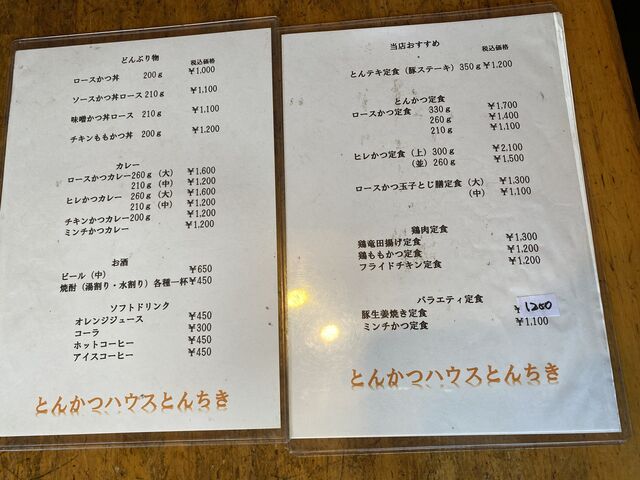 どんぶり物 税込価格
ロースかつ丼 200g ¥1,000
ソースかつ丼ロース 210g ¥1,100
味噌かつ丼ロース 210g ¥1,100
チキンももかつ丼 200g ¥1,200
カレー
ロースかつカレー260g(大) ¥1,600
210g(中) ¥1,200
ヒレかつカレー 260g(大) ¥1,600
210g(中) ¥1,200
チキンかつカレー200g ¥1,200
ミンチかつカレー ¥1,200
お酒
ビール(中) ¥650
焼酎(湯割り・水割り)各種一杯¥450
ソフトドリンク
オレンジジュース ¥450
コーラ ¥300
ホットコーヒー ¥450
アイスコーヒー ¥450
とんかつハウスとんちき
当店おすすめ 税込価格
とんテキ定食(豚ステーキ)350g¥1,200
とんかつ定食
ロースかつ定食 330g ¥1,700
260g ¥1,400
210g ¥1,100
ヒレかつ定食(上)300g ¥2,100
(並)260g ¥1,500
ロースかつ玉子とじ膳定食(大) ¥1,300
(中) ¥1,100
鶏肉定食
鶏竜田揚げ定食 ¥1,300
鶏ももかつ定食 ¥1,200
フライドチキン定食 ¥1,200
バラエティ定食
豚生姜焼き定食 ¥ 1200
ミンチかつ定食 ¥1,100
とんかつハウスとんちき